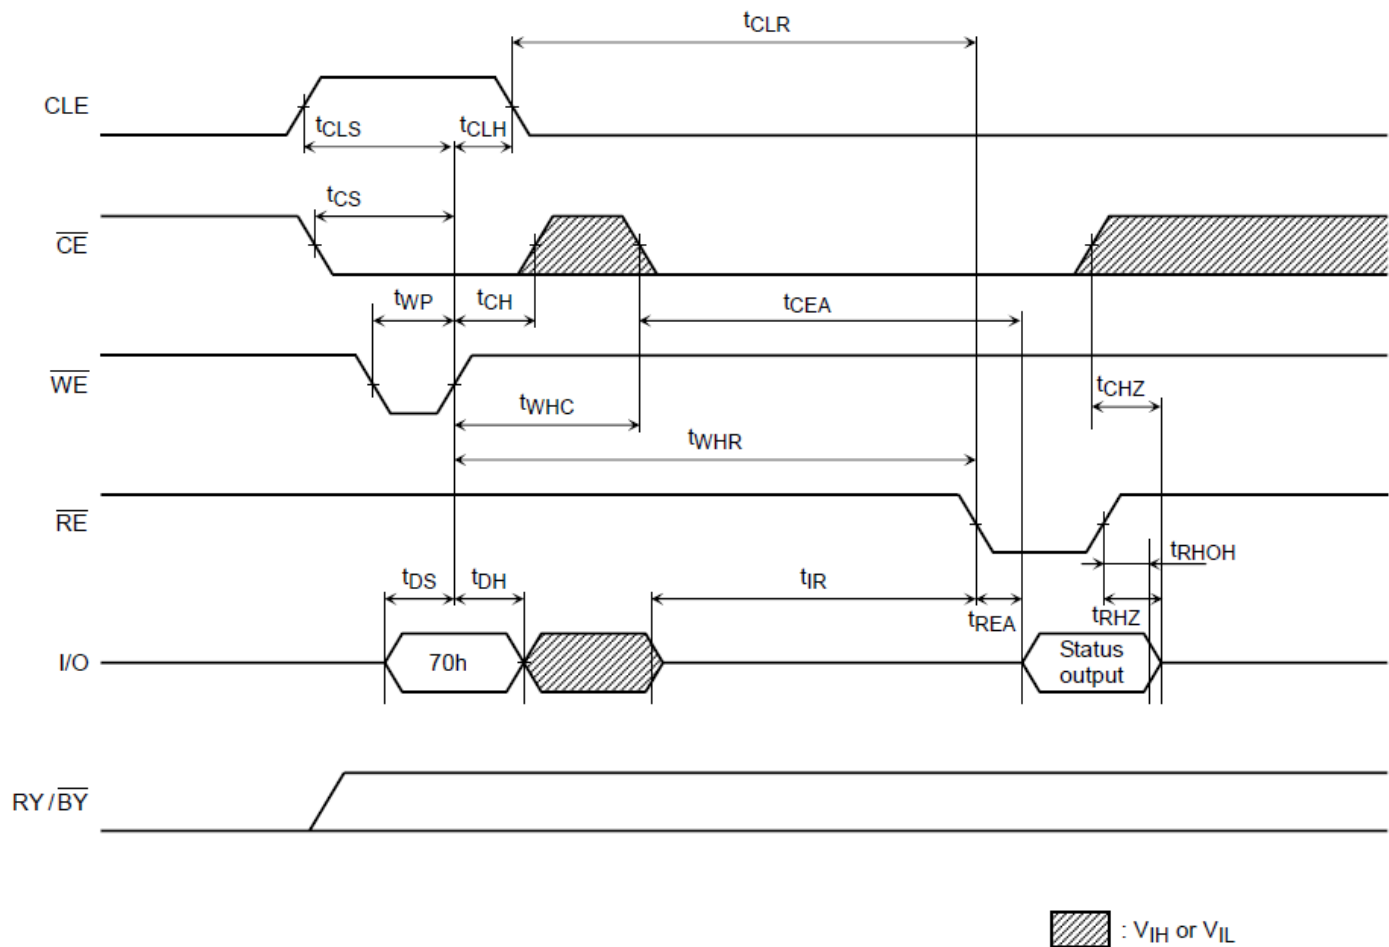 tCLR
CLE
tCLS
tCLH
tCS
CE
tWP
tCH
tCEA
WE
tCHZ
tWHC
tWHR
RE
tRHOH
tDS
tDH
tIR
tREA
tRHZ
I/O
70h
Status
output
RY/BY
: VIH or VIL